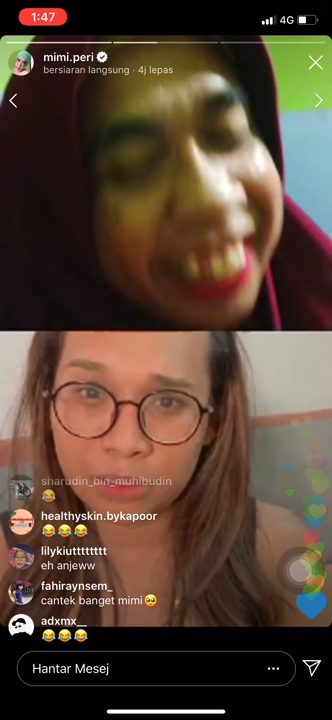 1:47
4G
mimi.peri
bersiaran langsung · 4j lepas
sharudin_bin_muhibudin
😂
healthyskin.bykapoor
😂😂😂
lilykiutttttttt
eh anjeww
fahiraynsem_
cantek banget mimi🥺
adxmx__
😂😂😂
Hantar Mesej